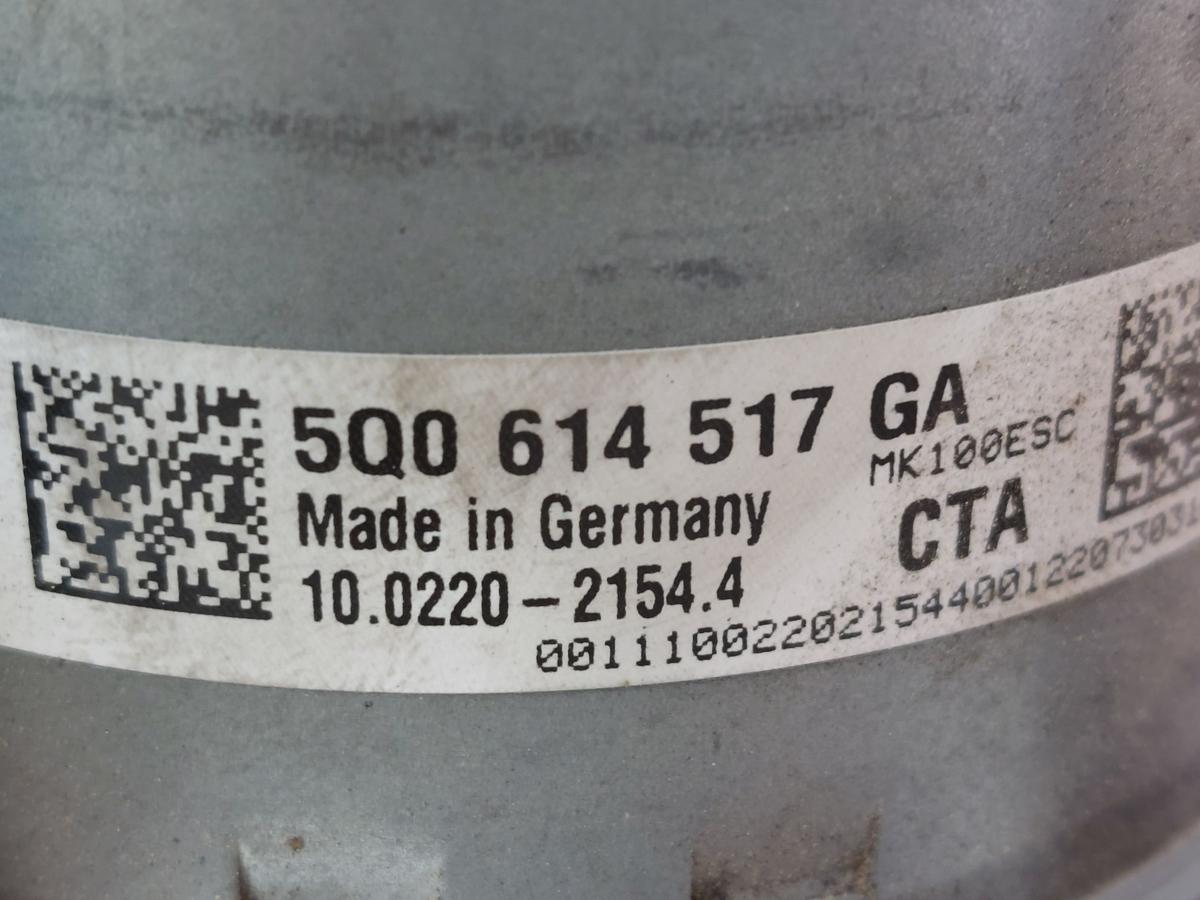 5Q0 614 517 GA
MK100ESC
Made in Germany
CTA
10.0220-2154.4
00111002202154400122073031